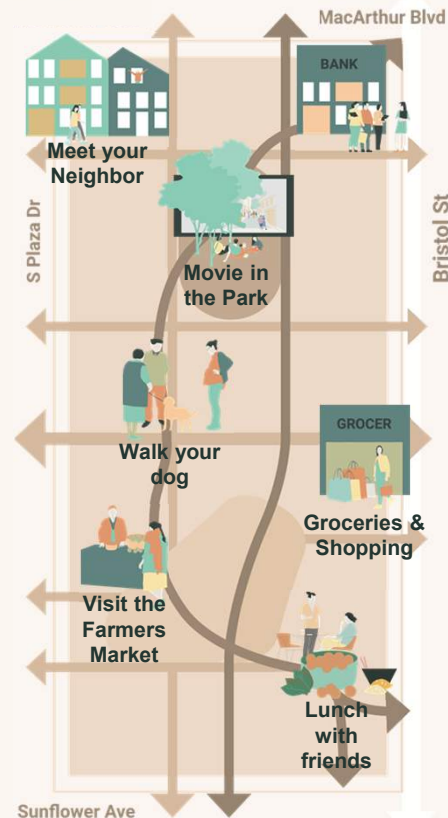 MacArthur Blvd
BANK
Meet your
Neighbor
S Plaza Dr
Bristol St
Movie in
the Park
Walk your
dog
GROCER
Groceries &
Shopping
Visit the
Farmers
Market
Lunch
with
friends
Sunflower Ave